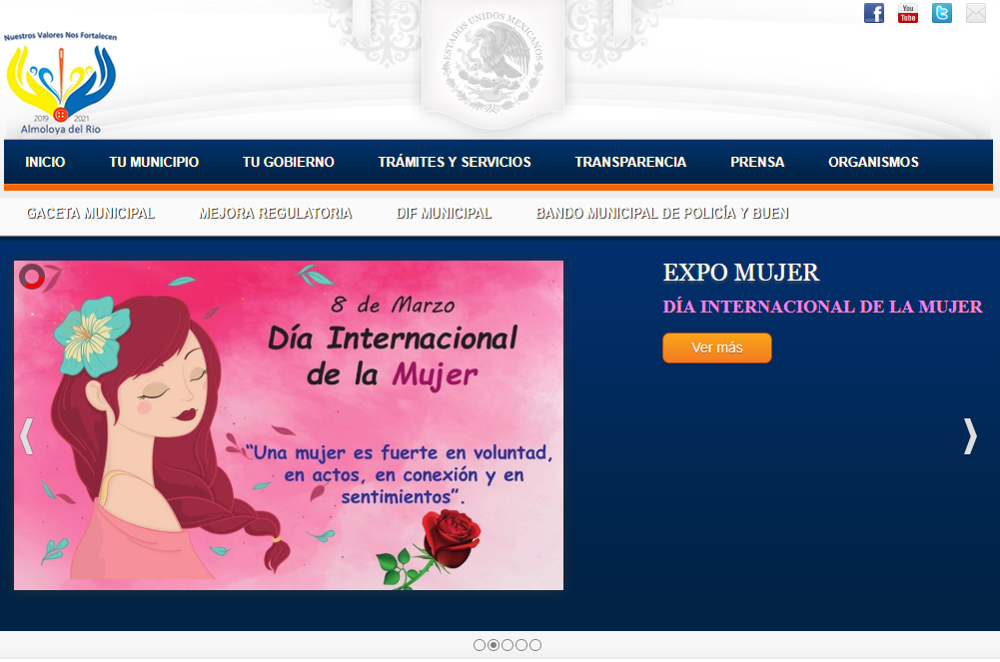 Nuestros Valores Nos Fortalecen
2019 2021
Almoloya del Rio
ESTADOS UNIDOS MEXICANOS
You
Tube
INICIO TU MUNICIPIO TU GOBIERNO TRÁMITES Y SERVICIOS TRANSPARENCIA PRENSA ORGANISMOS
GACETA MUNICIPAL MEJORA REGULATORIA DIF MUNICIPAL BANDO MUNICIPAL DE POLICÍA Y BUEN
8 de Marzo
Día Internacional
de la Mujer
“Una mujer es fuerte en voluntad,
en actos, en conexión y en
sentimientos”.
EXPO MUJER
DÍA INTERNACIONAL DE LA MUJER
Ver más